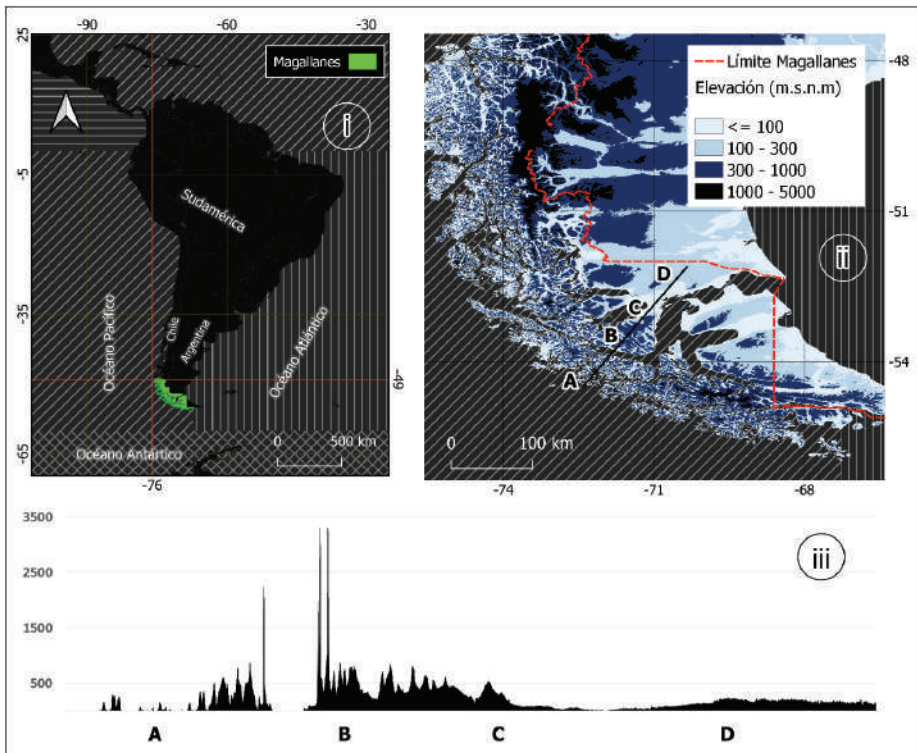 -90
-60
-30
25
-5
-35
-65
-76
-49
Magallanes
i
Sudamérica
Chile
Argentina
Océano Pacífico
Océano Atlántico
Océano Antártico
0 500 km
Límite Magallanes
Elevación (m.s.n.m)
<= 100
100 - 300
300 - 1000
1000 - 5000
ii
-48
-51
-54
-74
-71
-68
D
C
B
A
0 100 km
3500
2500
1500
500
iii
A B C D